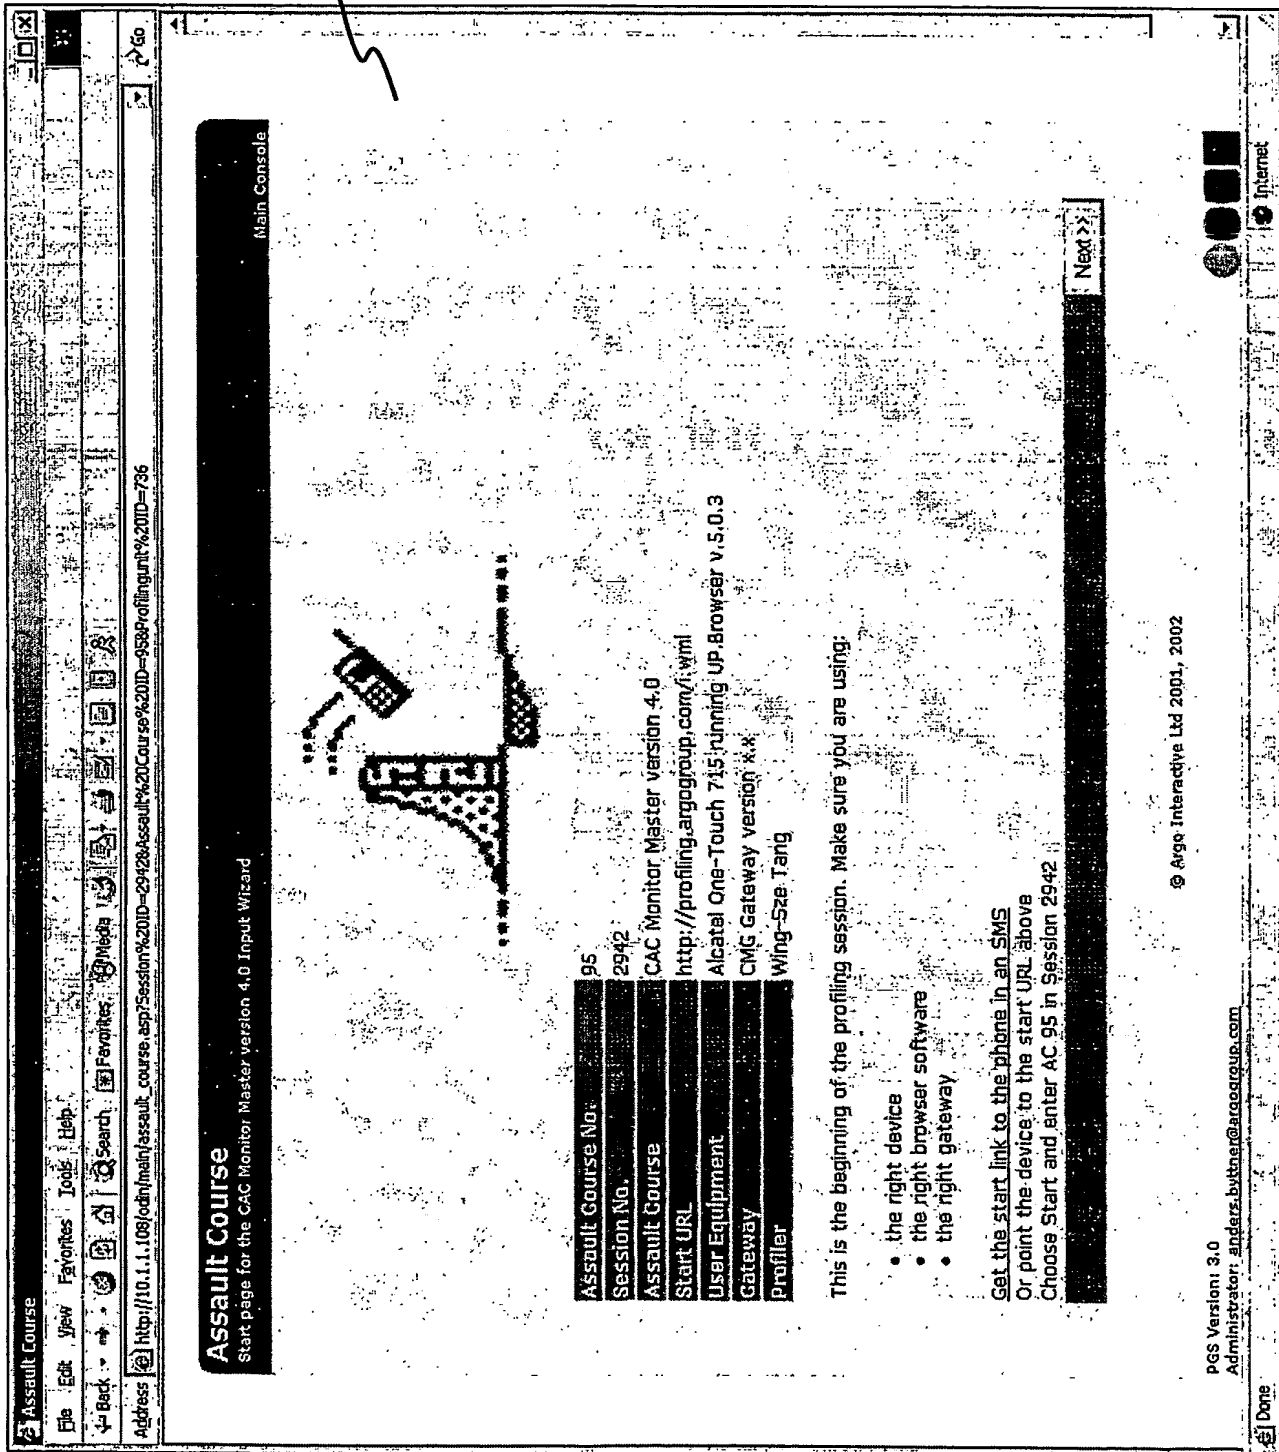 Assault Course
File Edit View Favorites Tools Help
Back Search Favorites Media
Address http://10.1.1.108/odin/main/assault_course.asp?Session%20ID=2942&Assault%20Course%20ID=95&Profilingunit%20ID=736 Go
Assault Course
Start page for the CAC Monitor Master version 4.0 Input Wizard
Main Console
Assault Course No. 95
Session No. 2942
Assault Course CAC Monitor Master version 4.0
Start URL http://profiling.argogroup.com/i.wml
User Equipment Alcatel One-Touch 715 running UP.Browser v.5.0.3
Gateway CMG Gateway version x.x
Profiler Wing-Sze Tang
This is the beginning of the profiling session. Make sure you are using:
• the right device
• the right browser software
• the right gateway
Get the start link to the phone in an SMS
Or point the device to the start URL above
Choose Start and enter AC 95 in Session 2942
Next >>
© Argo Interactive Ltd 2001, 2002
PGS Version: 3.0
Administrator: anders.byttner@argogroup.com
Done Internet